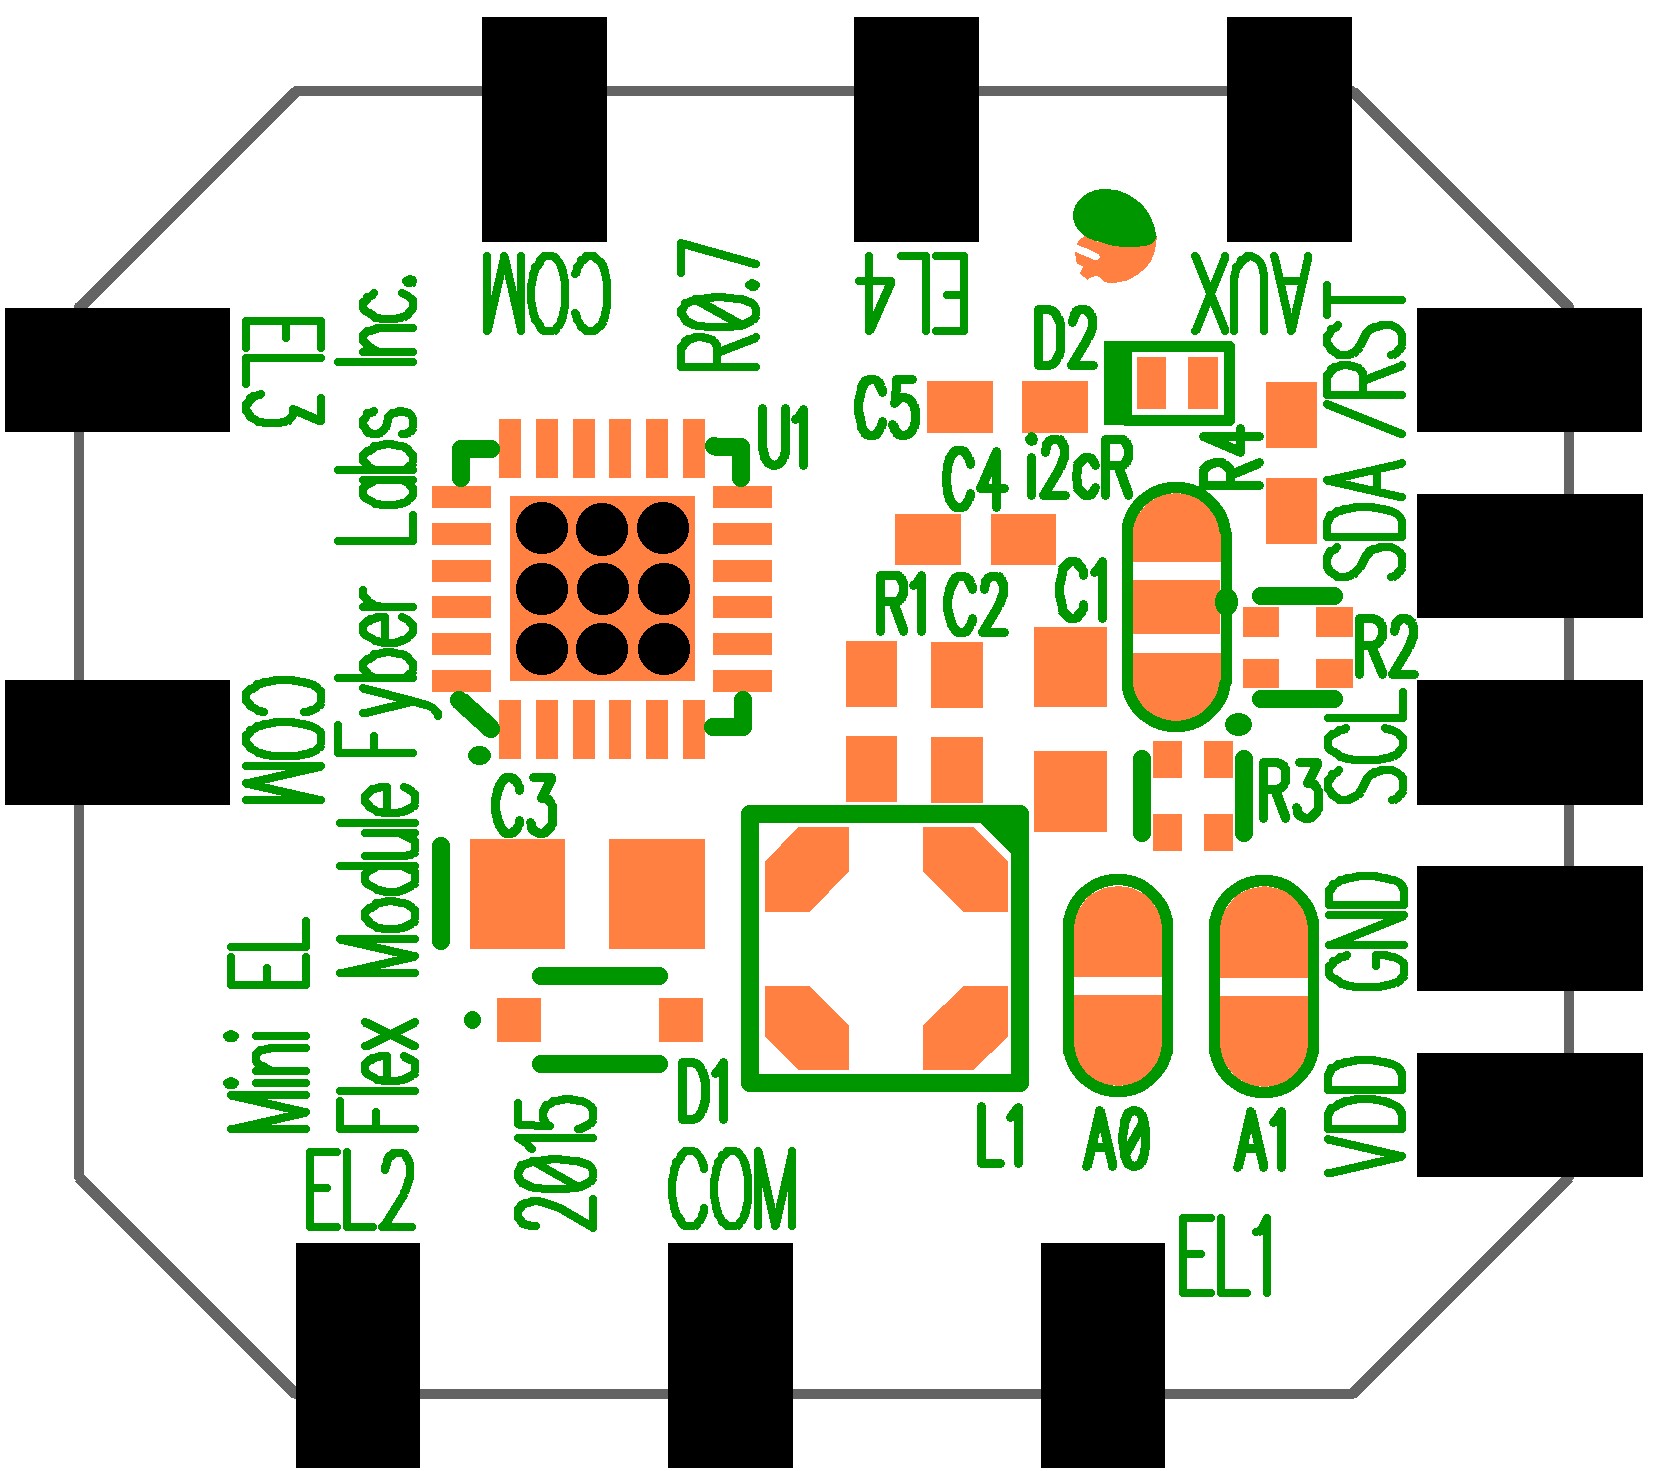 COM
R0.7
EL4
AUX
EL3
D2
/RST
C5
U1
i2cR
R4
C4
SDA
R1
C2
C1
R2
COM
SCL
R3
C3
GND
Mini EL
Flex Module Fyber Labs Inc.
D1
2015
L1
A0
A1
VDD
EL2
COM
EL1